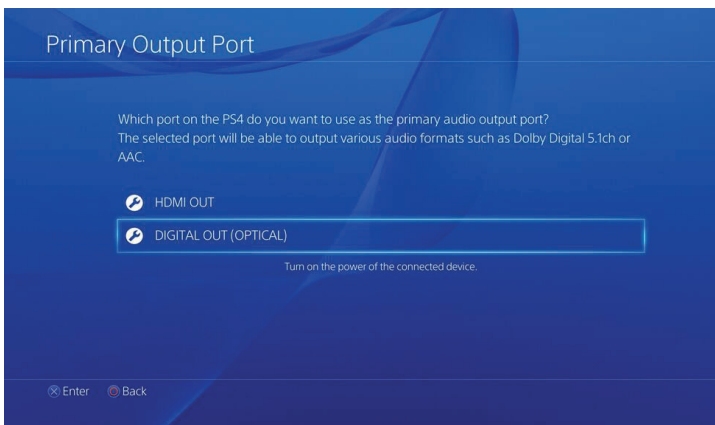 Primary Output Port
Which port on the PS4 do you want to use as the primary audio output port?
The selected port will be able to output various audio formats such as Dolby Digital 5.1ch or
AAC.
HDMI OUT
DIGITAL OUT (OPTICAL)
Turn on the power of the connected device.
Enter Back